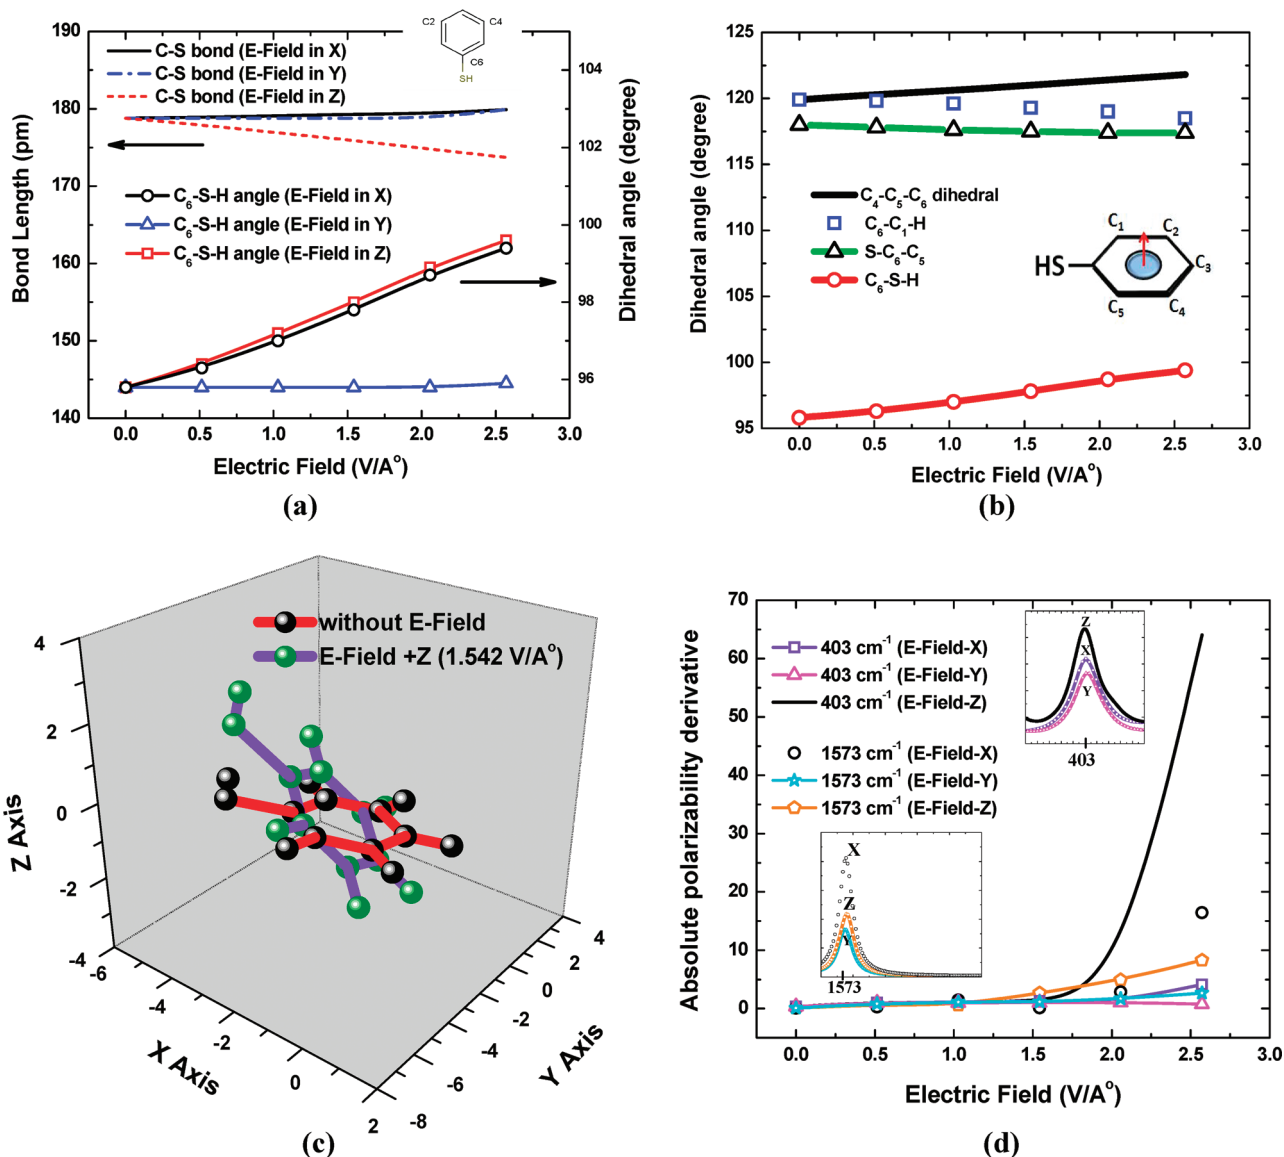 C2
C4
C6
SH
C-S bond (E-Field in X)
C-S bond (E-Field in Y)
C-S bond (E-Field in Z)
C6-S-H angle (E-Field in X)
C6-S-H angle (E-Field in Y)
C6-S-H angle (E-Field in Z)
Bond Length (pm)
190
180
170
160
150
140
Dihedral angle (degree)
104
102
100
98
96
0.0 0.5 1.0 1.5 2.0 2.5 3.0
Electric Field (V/A°)
(a)
Dihedral angle (degree)
125
120
115
110
105
100
95
C4-C5-C6 dihedral
C6-C1-H
S-C6-C5
C6-S-H
C1
C2
HS
C3
C5
C4
0.0 0.5 1.0 1.5 2.0 2.5 3.0
Electric Field (V/A°)
(b)
without E-Field
E-Field +Z (1.542 V/A°)
Z Axis
4
2
0
-2
-4
X Axis
-6
-4
-2
0
2
Y Axis
-8
-6
-4
-2
0
2
4
(c)
Absolute polarizability derivative
70
60
50
40
30
20
10
0
403 cm-1 (E-Field-X)
403 cm-1 (E-Field-Y)
403 cm-1 (E-Field-Z)
1573 cm-1 (E-Field-X)
1573 cm-1 (E-Field-Y)
1573 cm-1 (E-Field-Z)
Z
X
Y
403
X
Z
Y
1573
0.0 0.5 1.0 1.5 2.0 2.5 3.0
Electric Field (V/A°)
(d)